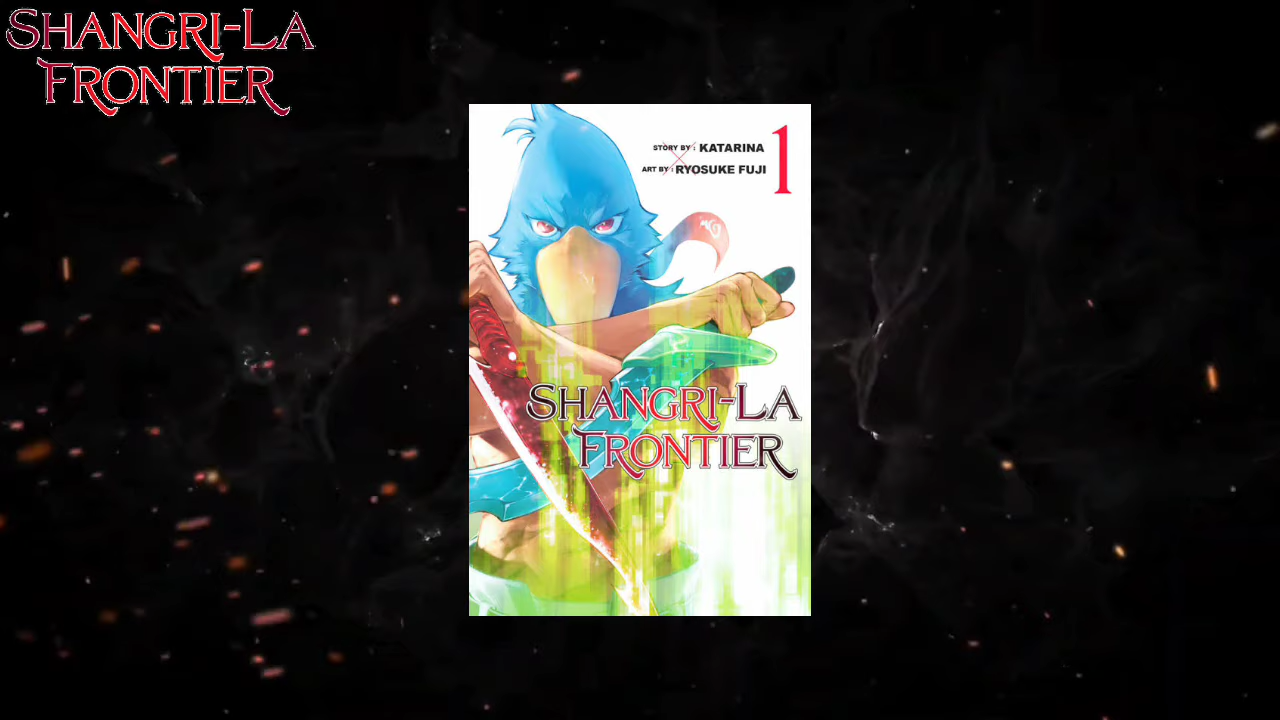 SHANGRI-LA
FRONTIER
STORY BY : KATARINA
ART BY : RYOSUKE FUJI
1
SHANGRI-LA
FRONTIER